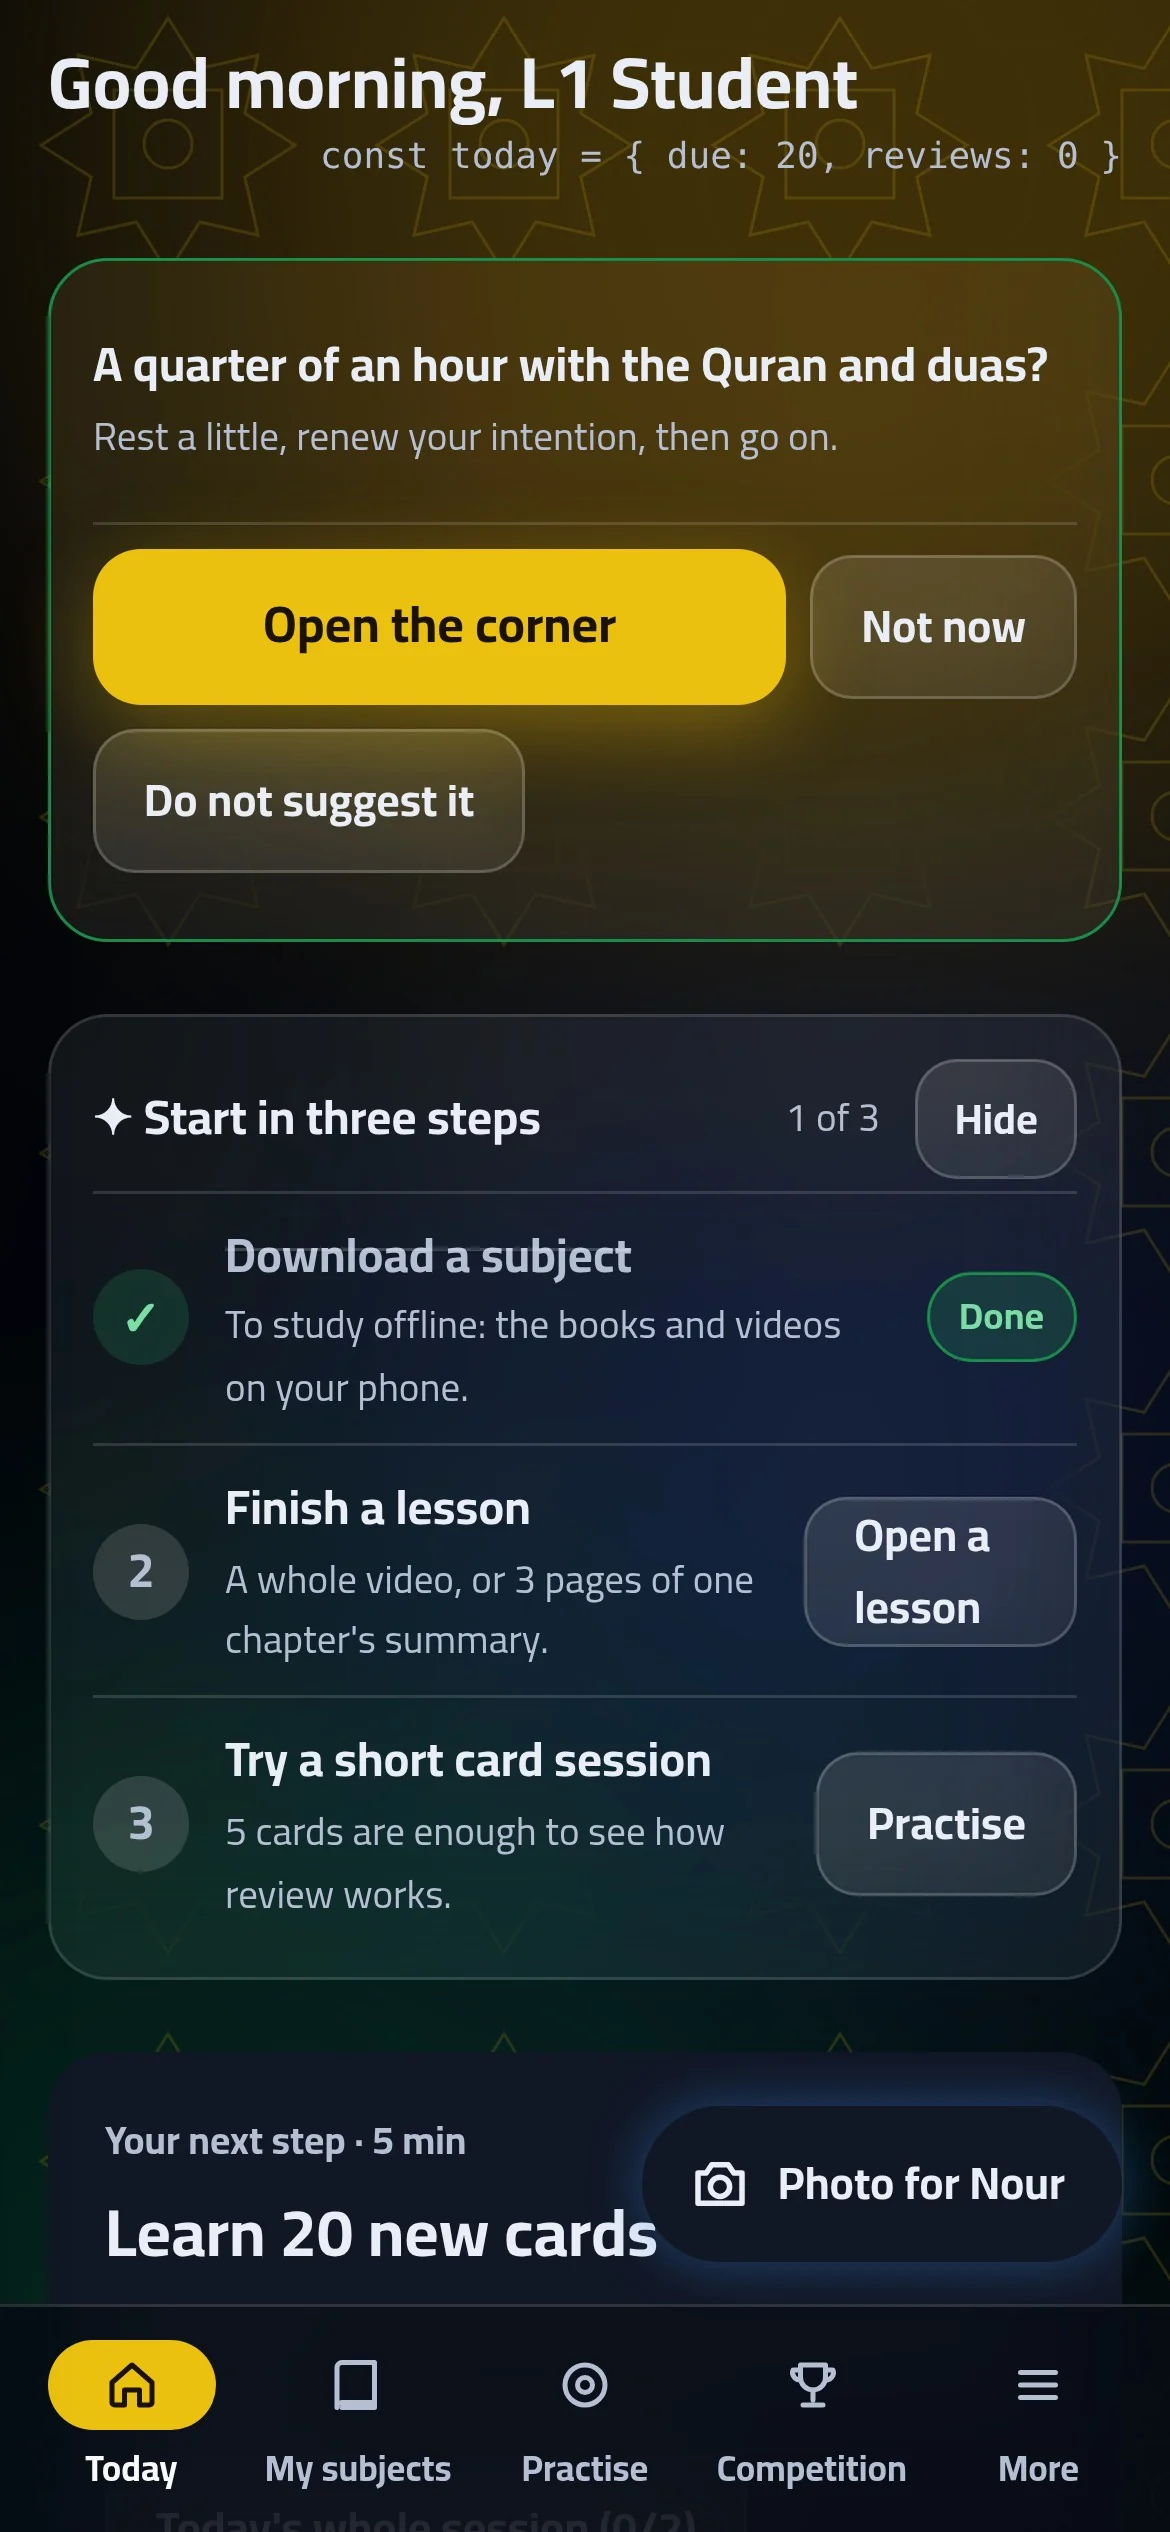 Good morning, L1 Student
const today = { due: 20, reviews: 0 }
A quarter of an hour with the Quran and duas?
Rest a little, renew your intention, then go on.
Open the corner
Not now
Do not suggest it
✦ Start in three steps
1 of 3
Hide
Download a subject
To study offline: the books and videos
on your phone.
✓
Done
Finish a lesson
2
A whole video, or 3 pages of one
chapter's summary.
Open a
lesson
Try a short card session
3
5 cards are enough to see how
review works.
Practise
Your next step · 5 min
Learn 20 new cards
Photo for Nour
Today
My subjects
Practise
Competition
More
Today's whole session (0/2)